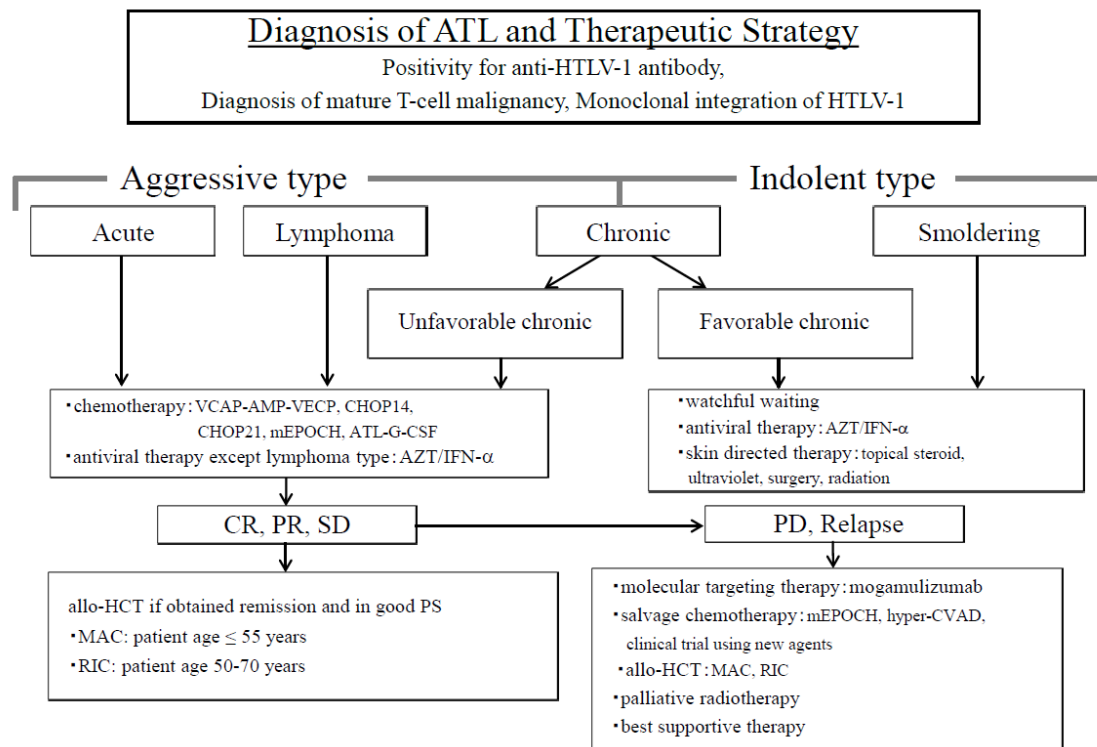 Diagnosis of ATL and Therapeutic Strategy
Positivity for anti-HTLV-1 antibody,
Diagnosis of mature T-cell malignancy, Monoclonal integration of HTLV-1
Aggressive type
Indolent type
Acute
Lymphoma
Chronic
Smoldering
Unfavorable chronic
Favorable chronic
・chemotherapy：VCAP-AMP-VECP, CHOP14,
CHOP21, mEPOCH, ATL-G-CSF
・antiviral therapy except lymphoma type：AZT/IFN-α
・watchful waiting
・antiviral therapy：AZT/IFN-α
・skin directed therapy：topical steroid,
ultraviolet, surgery, radiation
CR, PR, SD
PD, Relapse
allo-HCT if obtained remission and in good PS
・MAC: patient age ≤ 55 years
・RIC: patient age 50-70 years
・molecular targeting therapy：mogamulizumab
・salvage chemotherapy：mEPOCH, hyper-CVAD,
clinical trial using new agents
・allo-HCT：MAC, RIC
・palliative radiotherapy
・best supportive therapy